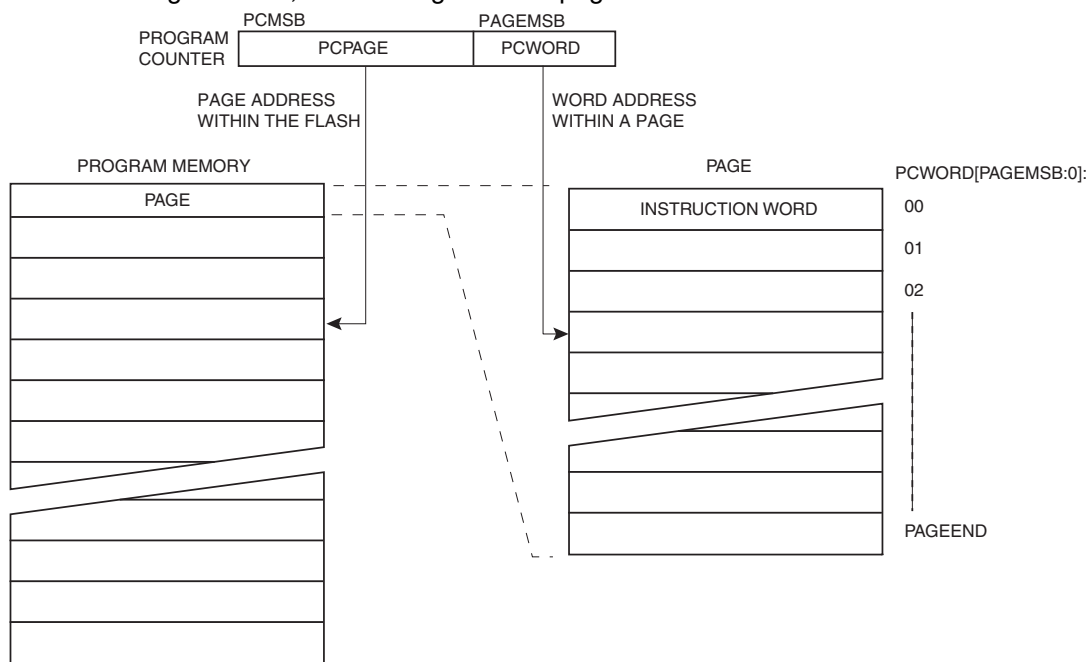 PCMSB PAGEMSB
PROGRAM
COUNTER
PCPAGE PCWORD
PAGE ADDRESS
WITHIN THE FLASH
WORD ADDRESS
WITHIN A PAGE
PROGRAM MEMORY
PAGE
PAGE
PCWORD[PAGEMSB:0]:
INSTRUCTION WORD
00
01
02
PAGEEND